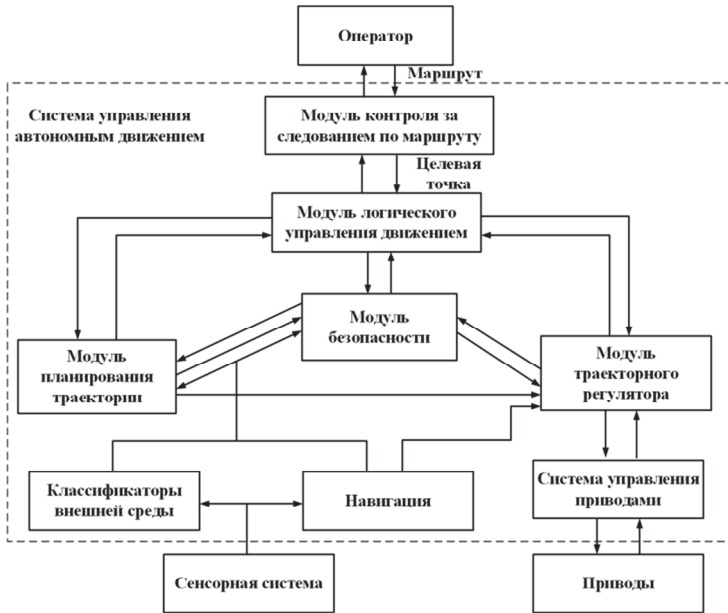 Оператор
Маршрут
Система управления
автономным движением
Модуль контроля за
следованием по маршруту
Целевая
точка
Модуль логического
управления движением
Модуль
безопасности
Модуль
планирования
траектории
Модуль
траекторного
регулятора
Классификаторы
внешней среды
Навигация
Система управления
приводами
Сенсорная система
Приводы